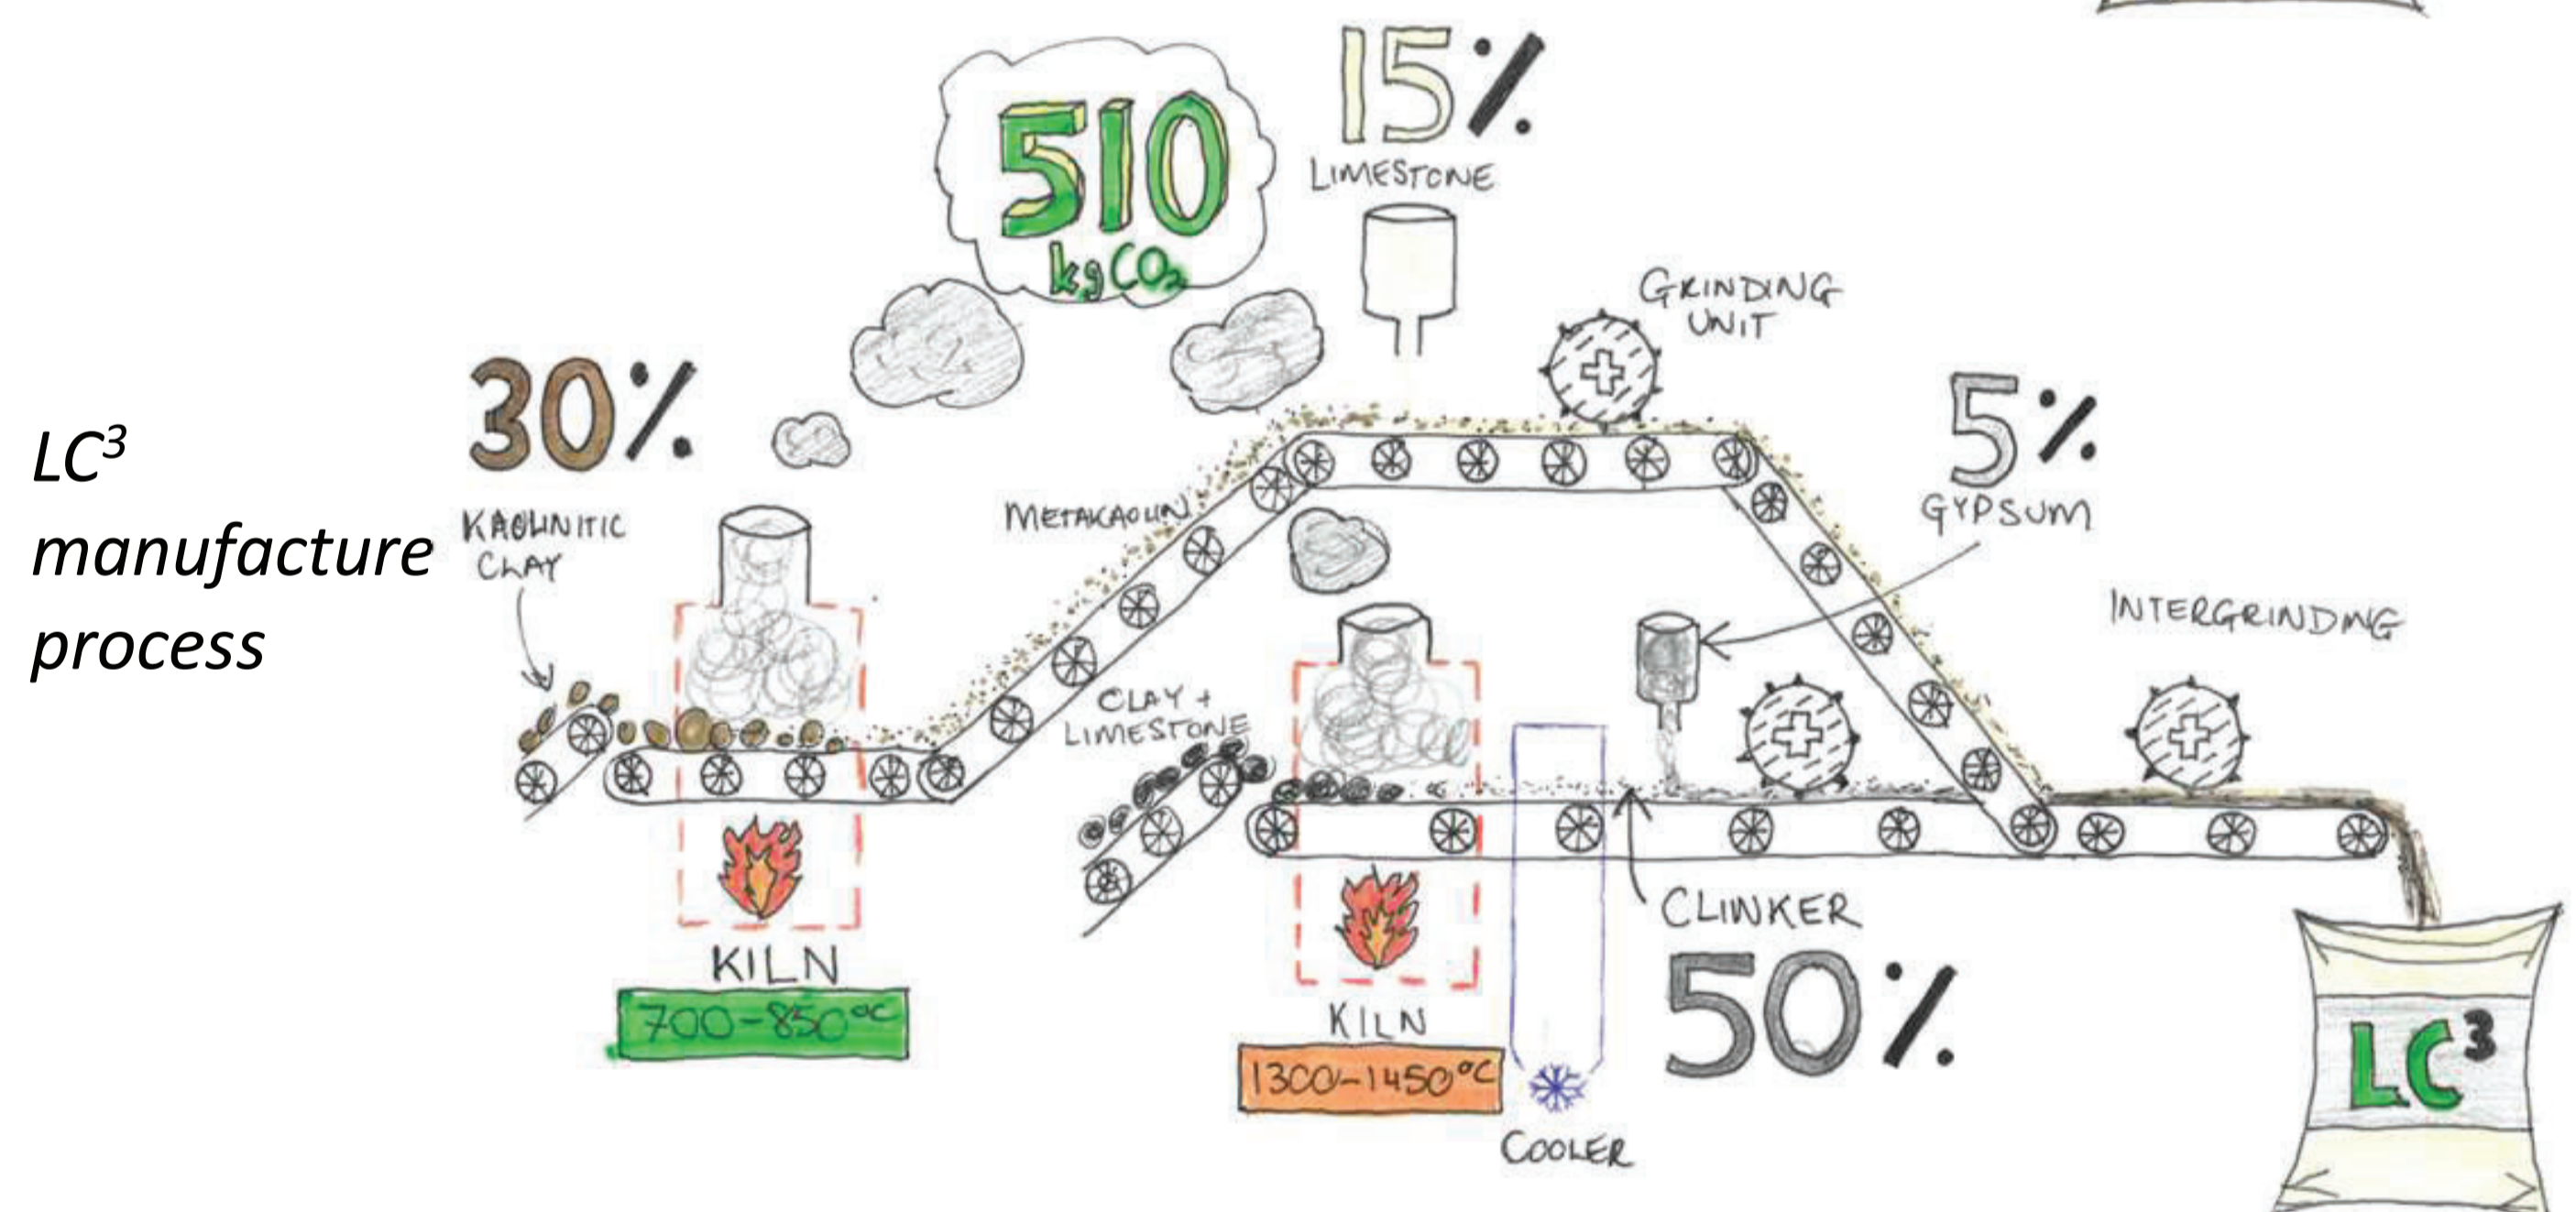 LC³
manufacture
process
30%
KAOLINITIC
CLAY
KILN
700-850°C
METAKAOLIN
510
kgCO₂
15%
LIMESTONE
GRINDING
UNIT
CLAY +
LIMESTONE
KILN
1300-1450°C
COOLER
CLINKER
50%
5%
GYPSUM
INTERGRINDING
LC³